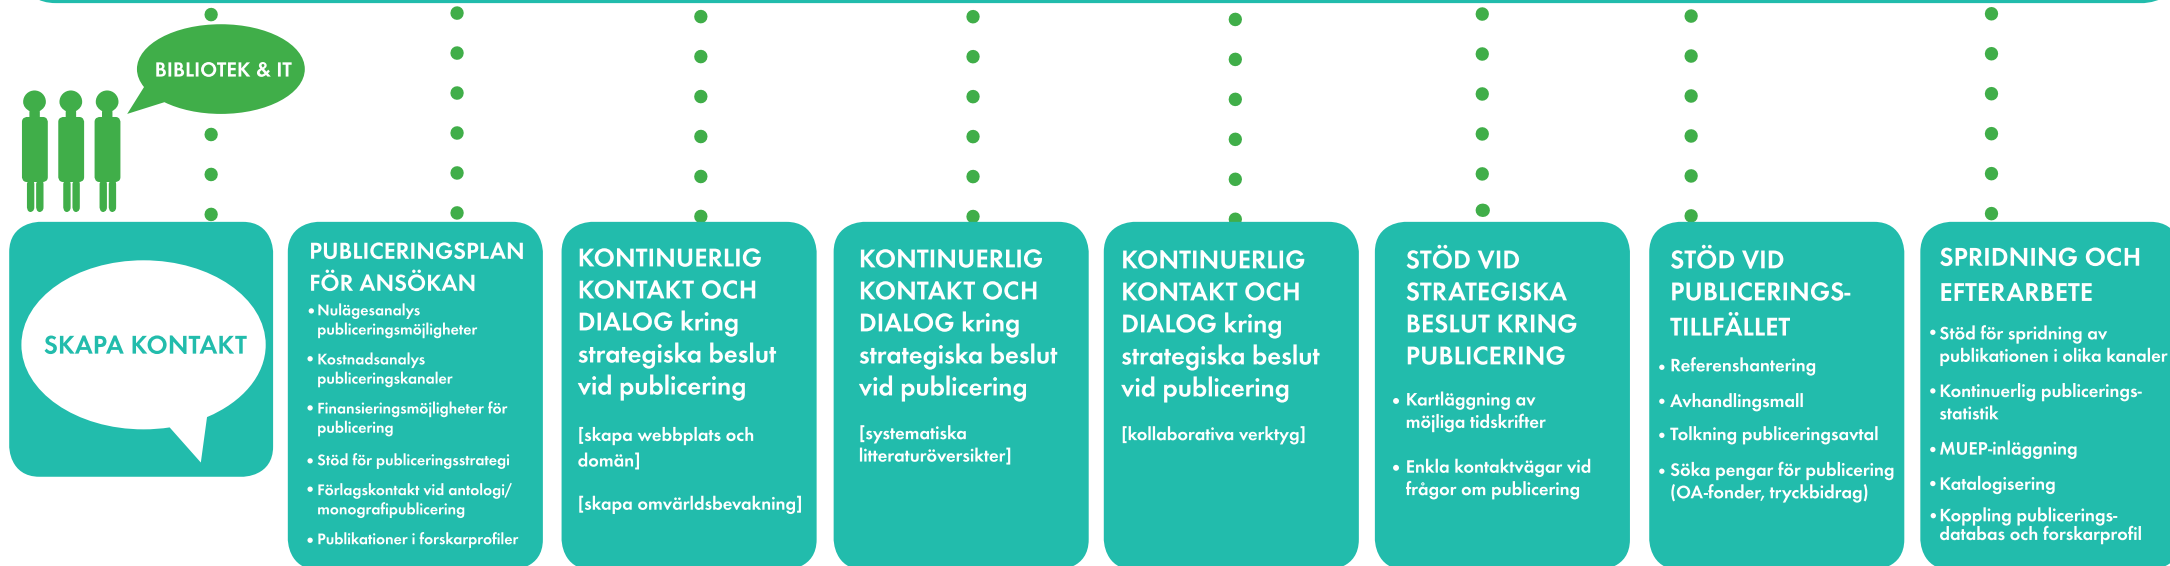 BIBLIOTEK & IT
SKAPA KONTAKT
PUBLICERINGSPLAN
FÖR ANSÖKAN
• Nulägesanalys
publiceringsmöjligheter
• Kostnadsanalys
publiceringskanaler
• Finansieringsmöjligheter för
publicering
• Stöd för publiceringsstrategi
• Förlagskontakt vid antologi/
monografipublicering
• Publikationer i forskarprofiler
KONTINUERLIG
KONTAKT OCH
DIALOG kring
strategiska beslut
vid publicering
[skapa webbplats och
domän]
[skapa omvärldsbevakning]
KONTINUERLIG
KONTAKT OCH
DIALOG kring
strategiska beslut
vid publicering
[systematiska
litteraturöversikter]
KONTINUERLIG
KONTAKT OCH
DIALOG kring
strategiska beslut
vid publicering
[kollaborativa verktyg]
STÖD VID
STRATEGISKA
BESLUT KRING
PUBLICERING
• Kartläggning av
möjliga tidskrifter
• Enkla kontaktvägar vid
frågor om publicering
STÖD VID
PUBLICERINGS-
TILLFÄLLET
• Referenshantering
• Avhandlingsmall
• Tolkning publiceringsavtal
• Söka pengar för publicering
(OA-fonder, tryckbidrag)
SPRIDNING OCH
EFTERARBETE
• Stöd för spridning av
publikationen i olika kanaler
• Kontinuerlig publicerings-
statistik
• MUEP-inläggning
• Katalogisering
• Koppling publicerings-
databas och forskarprofil